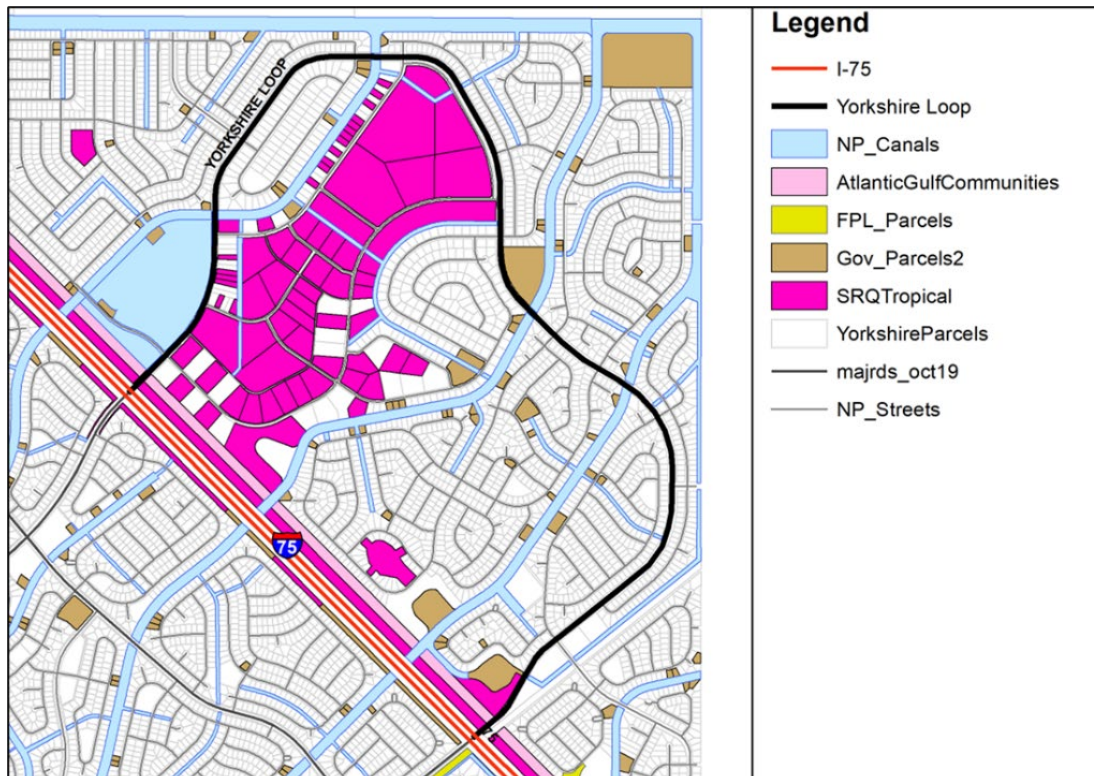 YORKSHIRE LOOP
75
Legend
I-75
Yorkshire Loop
NP_Canals
AtlanticGulfCommunities
FPL_Parcels
Gov_Parcels2
SRQTropical
YorkshireParcels
majrds_oct19
NP_Streets